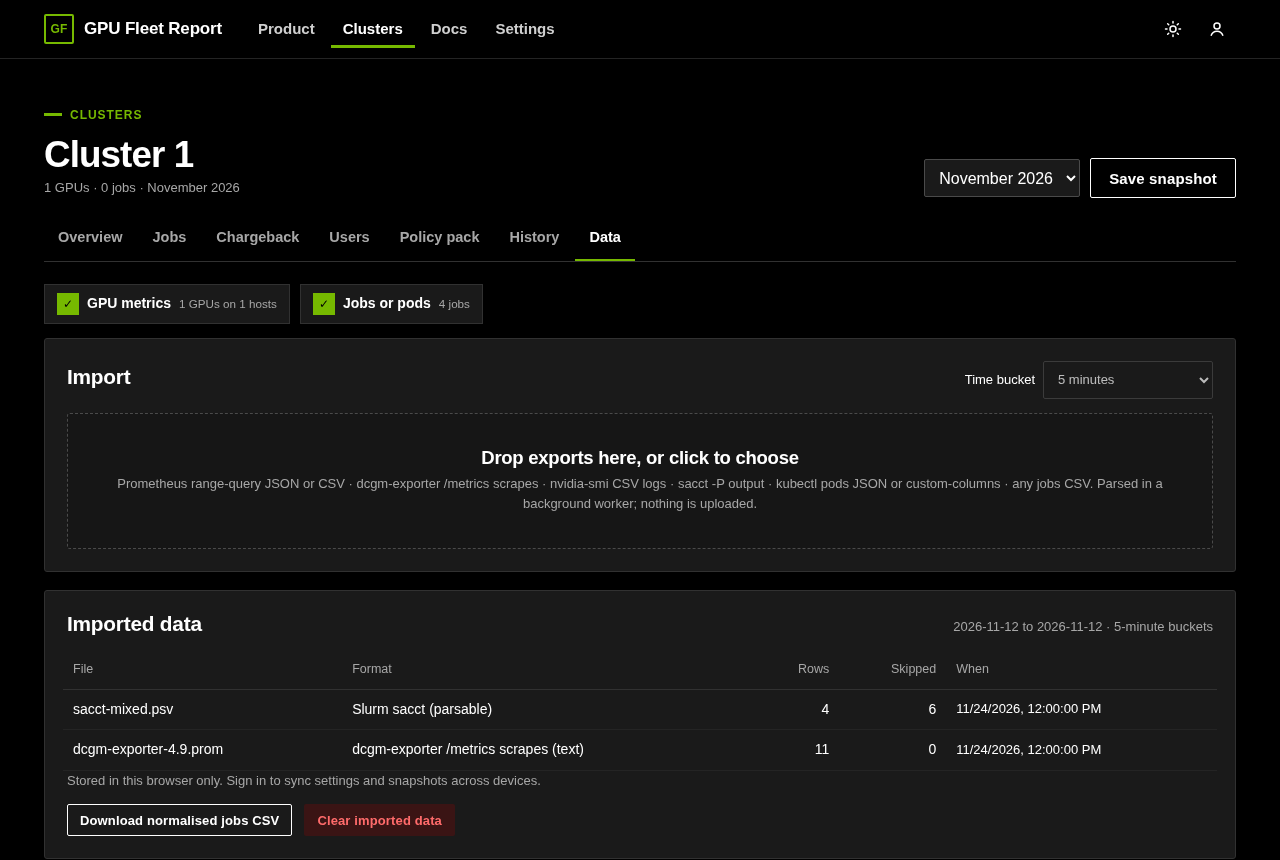 GF GPU Fleet Report Product Clusters Docs Settings
CLUSTERS
Cluster 1
1 GPUs · 0 jobs · November 2026
November 2026 Save snapshot
Overview Jobs Chargeback Users Policy pack History Data
✓ GPU metrics 1 GPUs on 1 hosts ✓ Jobs or pods 4 jobs
Import Time bucket 5 minutes
Drop exports here, or click to choose
Prometheus range-query JSON or CSV · dcgm-exporter /metrics scrapes · nvidia-smi CSV logs · sacct -P output · kubectl pods JSON or custom-columns · any jobs CSV. Parsed in a
background worker; nothing is uploaded.
Imported data 2026-11-12 to 2026-11-12 · 5-minute buckets
File Format Rows Skipped When
sacct-mixed.psv Slurm sacct (parsable) 4 6 11/24/2026, 12:00:00 PM
dcgm-exporter-4.9.prom dcgm-exporter /metrics scrapes (text) 11 0 11/24/2026, 12:00:00 PM
Stored in this browser only. Sign in to sync settings and snapshots across devices.
Download normalised jobs CSV Clear imported data